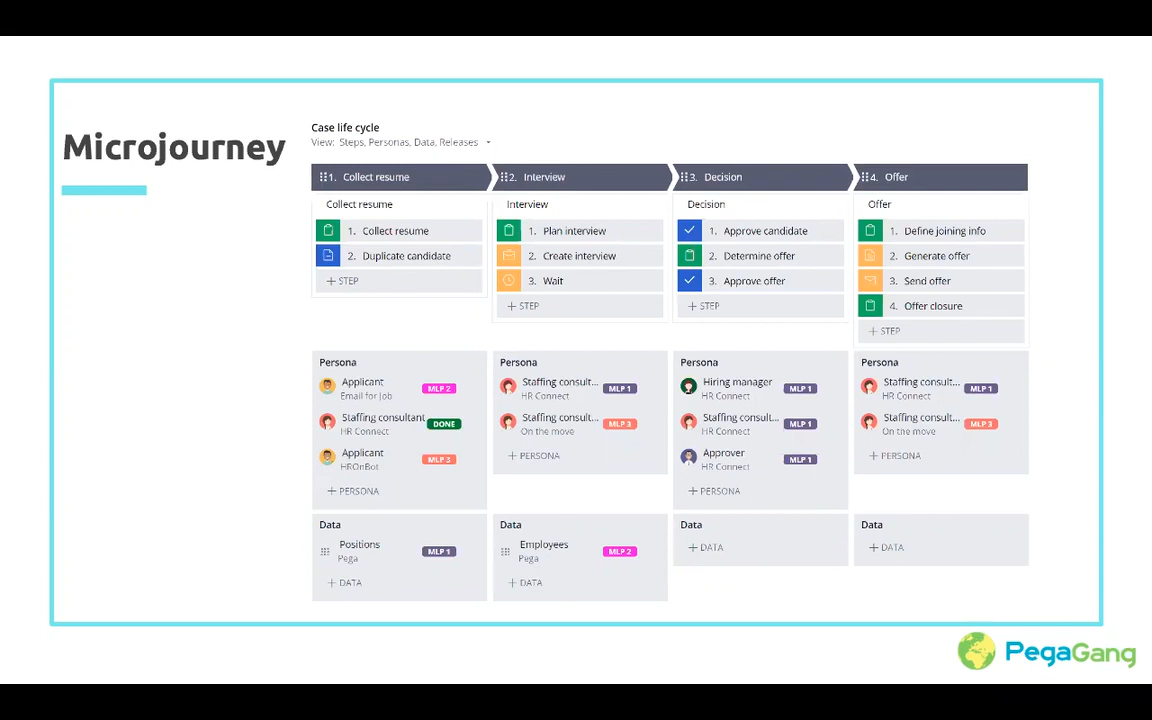 Microjourney
Case life cycle
View: Steps, Personas, Data, Releases
1. Collect resume
2. Interview
3. Decision
4. Offer
Collect resume
1. Collect resume
2. Duplicate candidate
+ STEP
Interview
1. Plan interview
2. Create interview
3. Wait
+ STEP
Decision
1. Approve candidate
2. Determine offer
3. Approve offer
+ STEP
Offer
1. Define joining info
2. Generate offer
3. Send offer
4. Offer closure
+ STEP
Persona
Applicant MLP 2
Email for job
Staffing consultant DONE
HR Connect
Applicant MLP 3
HROnBot
+ PERSONA
Persona
Staffing consult... MLP 1
HR Connect
Staffing consult... MLP 3
On the move
+ PERSONA
Persona
Hiring manager MLP 1
HR Connect
Staffing consult... MLP 1
HR Connect
Approver MLP 1
HR Connect
+ PERSONA
Persona
Staffing consult... MLP 1
HR Connect
Staffing consult... MLP 3
On the move
+ PERSONA
Data
Positions MLP 1
Pega
+ DATA
Data
Employees MLP 2
Pega
+ DATA
Data
+ DATA
Data
+ DATA
PegaGang